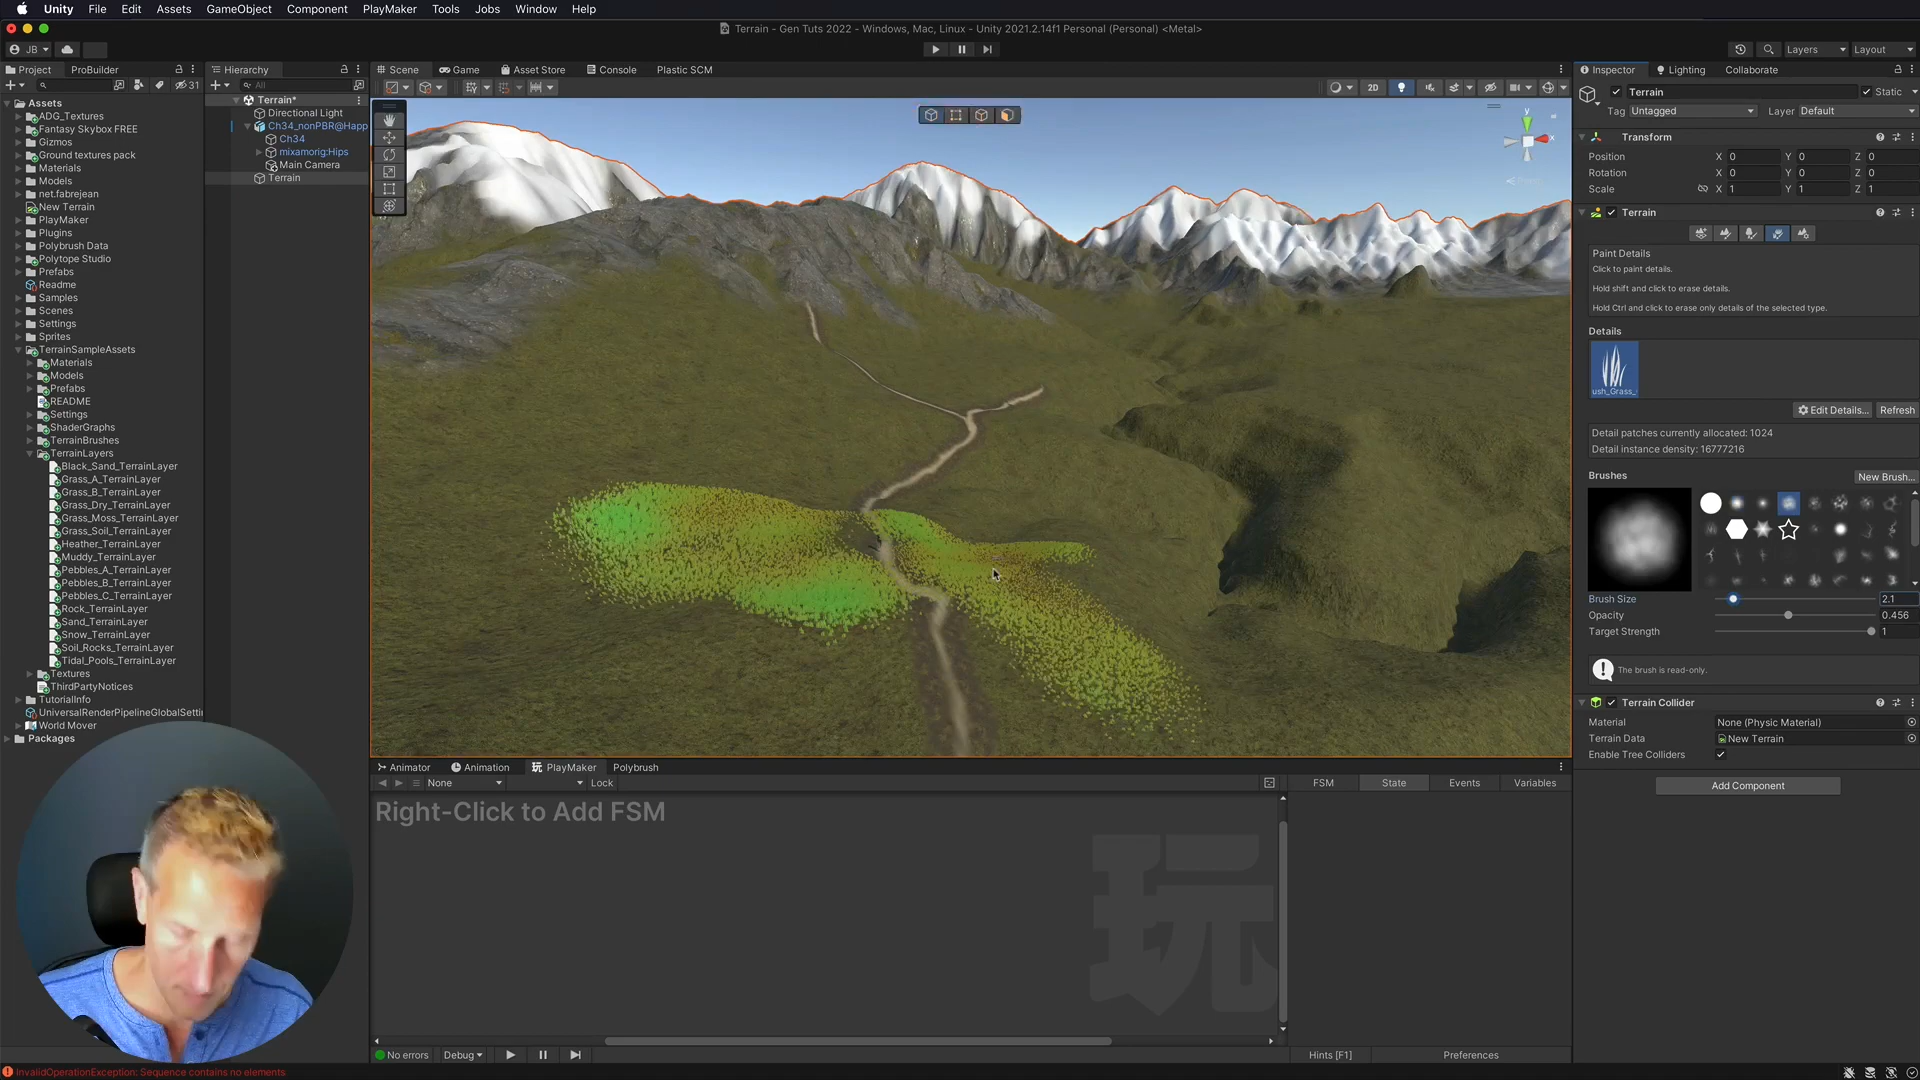 Unity File Edit Assets GameObject Component PlayMaker Tools Jobs Window Help
Terrain - Gen Tuts 2022 - Windows, Mac, Linux - Unity 2021.2.14f1 Personal (Personal) <Metal>
JB
Layers
Layout
Project
ProBuilder
31
Assets
ADG_Textures
Fantasy Skybox FREE
Gizmos
Ground textures pack
Materials
Models
net.fabrejean
New Terrain
PlayMaker
Plugins
Polybrush Data
Polytope Studio
Prefabs
Readme
Samples
Scenes
Settings
Sprites
TerrainSampleAssets
Materials
Models
Prefabs
README
Settings
ShaderGraphs
TerrainBrushes
TerrainLayers
Black_Sand_TerrainLayer
Grass_A_TerrainLayer
Grass_B_TerrainLayer
Grass_Dry_TerrainLayer
Grass_Moss_TerrainLayer
Grass_Soil_TerrainLayer
Heather_TerrainLayer
Muddy_TerrainLayer
Pebbles_A_TerrainLayer
Pebbles_B_TerrainLayer
Pebbles_C_TerrainLayer
Rock_TerrainLayer
Sand_TerrainLayer
Snow_TerrainLayer
Soil_Rocks_TerrainLayer
Tidal_Pools_TerrainLayer
Textures
ThirdPartyNotices
TutorialInfo
UniversalRenderPipelineGlobalSetti
World Mover
Packages
Hierarchy
All
Terrain*
Directional Light
Ch34_nonPBR@Happ
Ch34
mixamorig:Hips
Main Camera
Terrain
Scene
Game
Asset Store
Console
Plastic SCM
2D
Animator
Animation
PlayMaker
Polybrush
None
Lock
FSM
State
Events
Variables
Right-Click to Add FSM
玩
No errors
Debug
Hints [F1]
Preferences
InvalidOperationException: Sequence contains no elements
Inspector
Lighting
Collaborate
Terrain
Static
Tag Untagged
Layer Default
Transform
Position X 0 Y 0 Z 0
Rotation X 0 Y 0 Z 0
Scale X 1 Y 1 Z 1
Terrain
Paint Details
Click to paint details.
Hold shift and click to erase details.
Hold Ctrl and click to erase only details of the selected type.
Details
ush_Grass_
Edit Details...
Refresh
Detail patches currently allocated: 1024
Detail instance density: 16777216
Brushes
New Brush...
Brush Size 2.1
Opacity 0.456
Target Strength 1
The brush is read-only.
Terrain Collider
Material None (Physic Material)
Terrain Data New Terrain
Enable Tree Colliders
Add Component